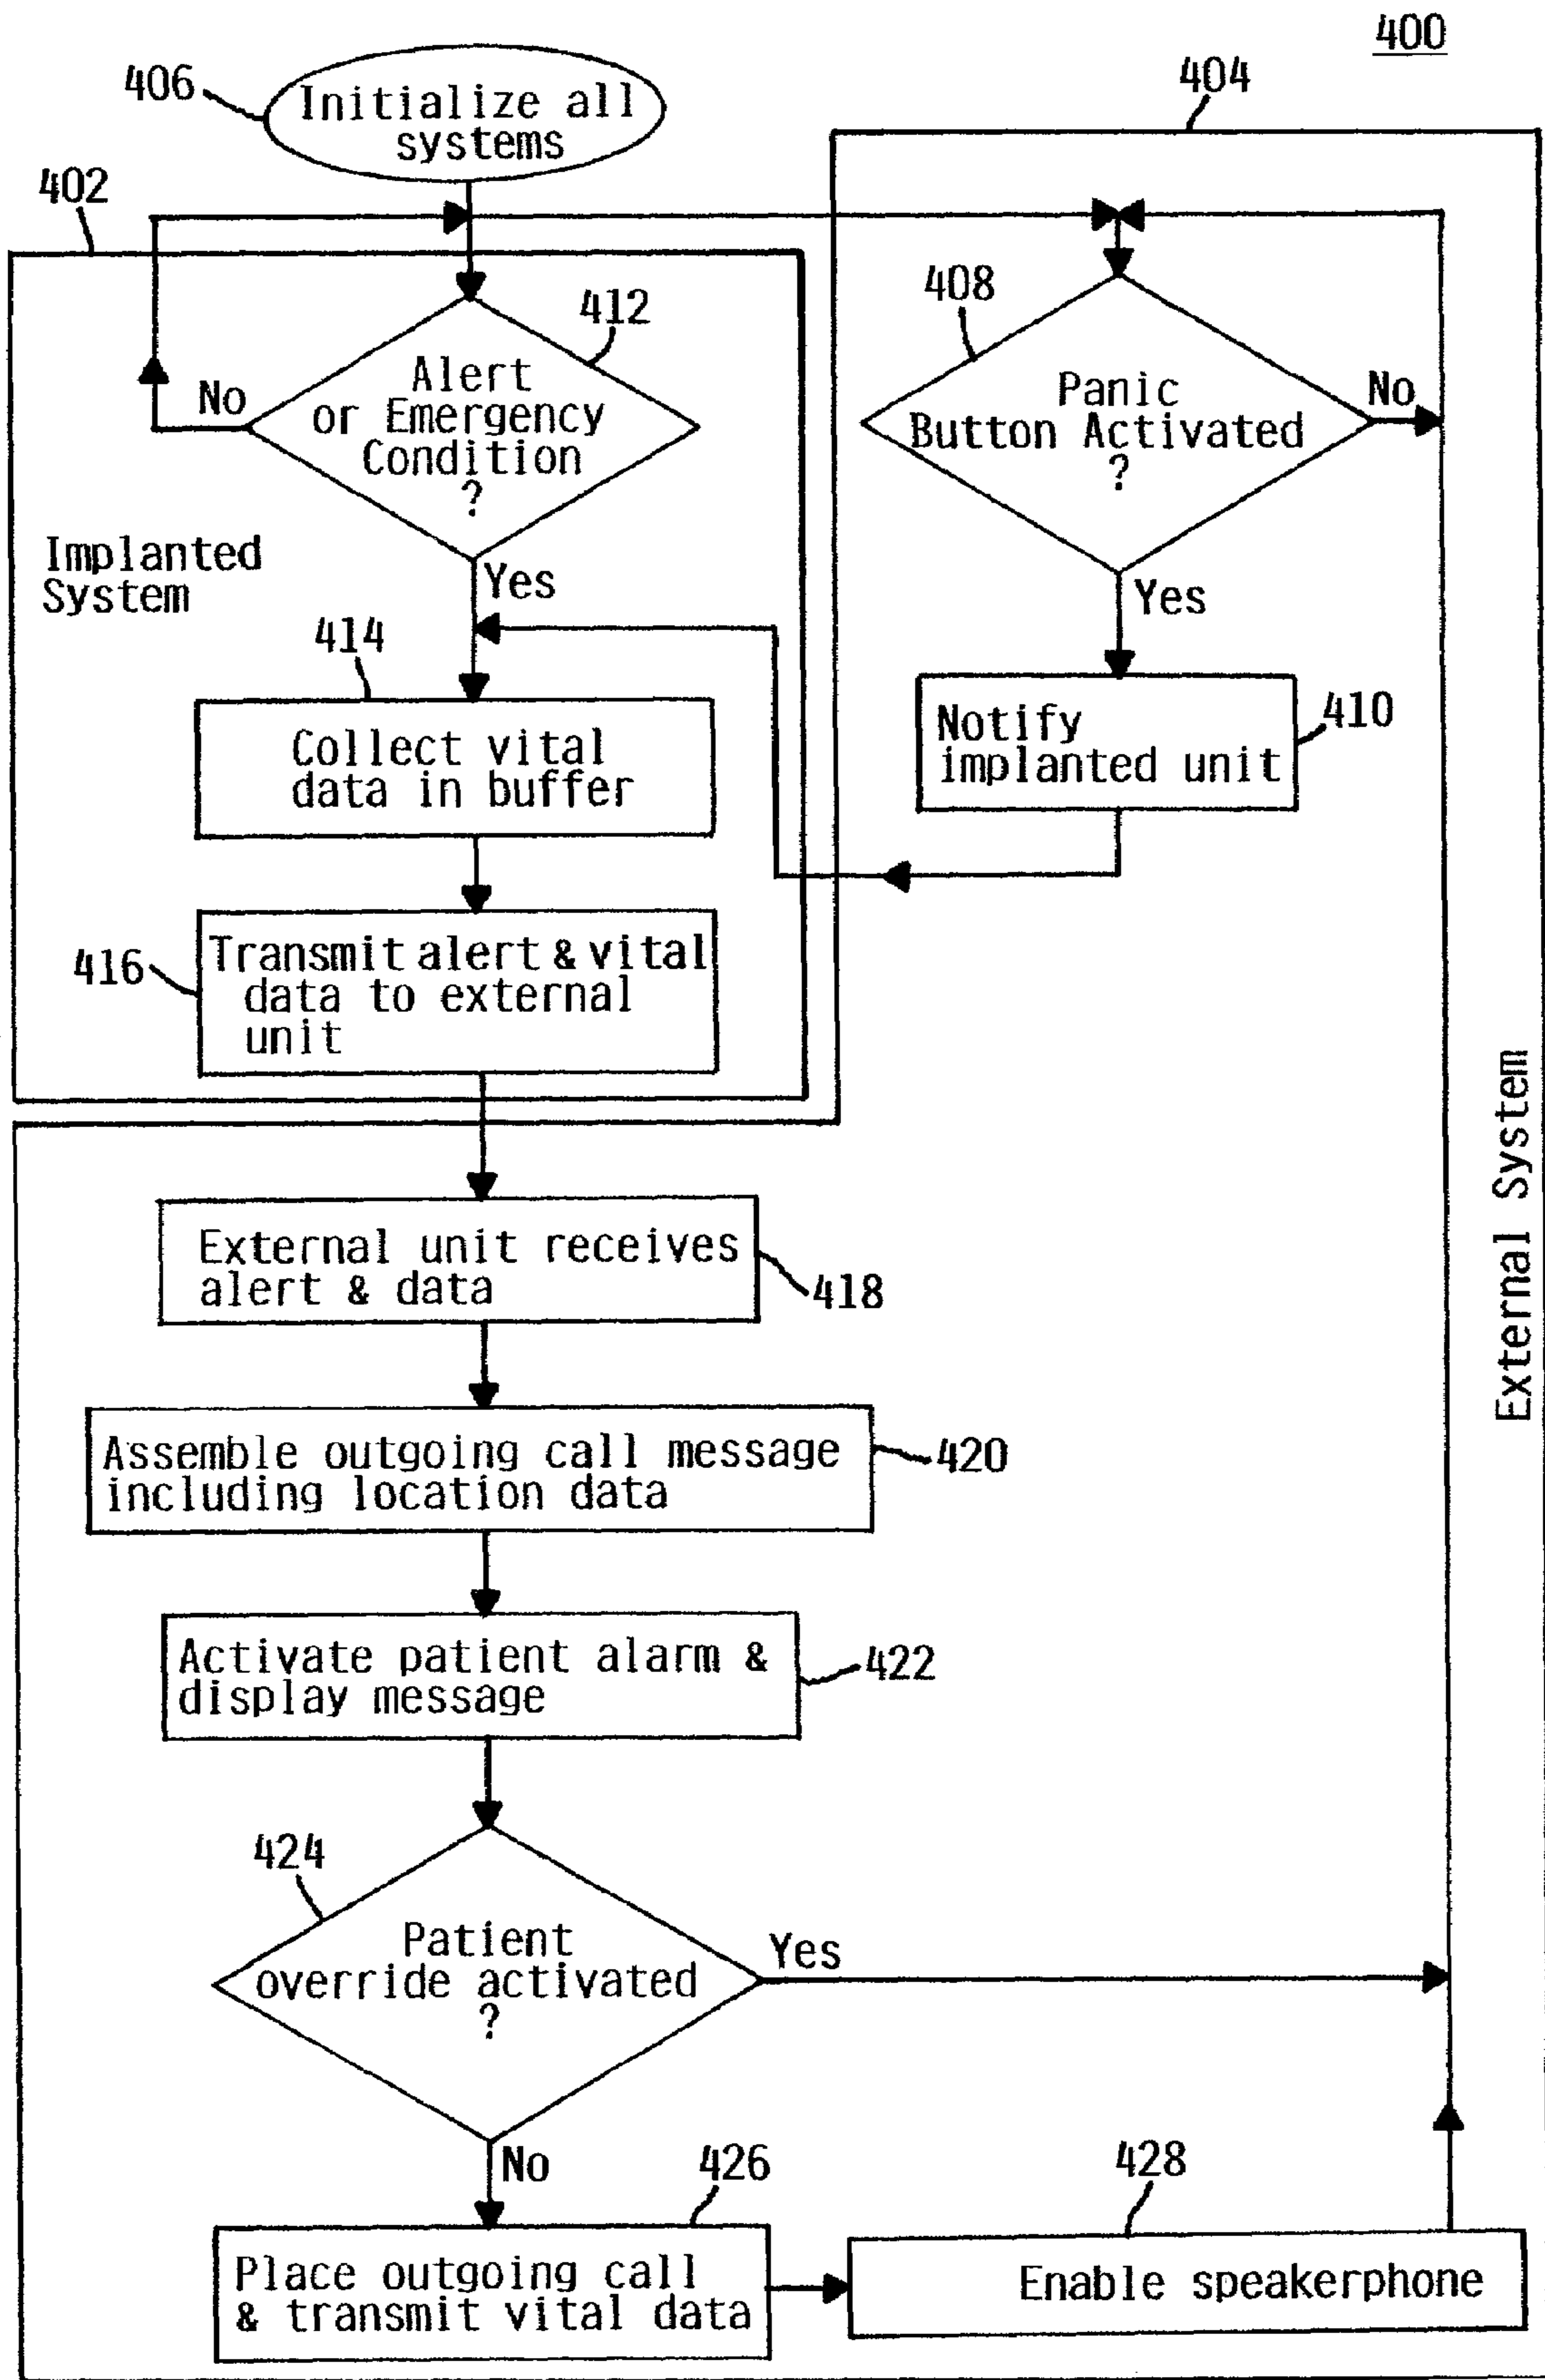 400
404
406
Initialize all
systems
402
412
Alert
or Emergency
Condition
?
No
Yes
Implanted
System
408
Panic
Button Activated
?
No
Yes
410
Notify
implanted unit
414
Collect vital
data in buffer
416
Transmit alert & vital
data to external
unit
External System
External unit receives
alert & data
418
Assemble outgoing call message
including location data
420
Activate patient alarm &
display message
422
424
Patient
override activated
?
Yes
No
426
Place outgoing call
& transmit vital data
428
Enable speakerphone